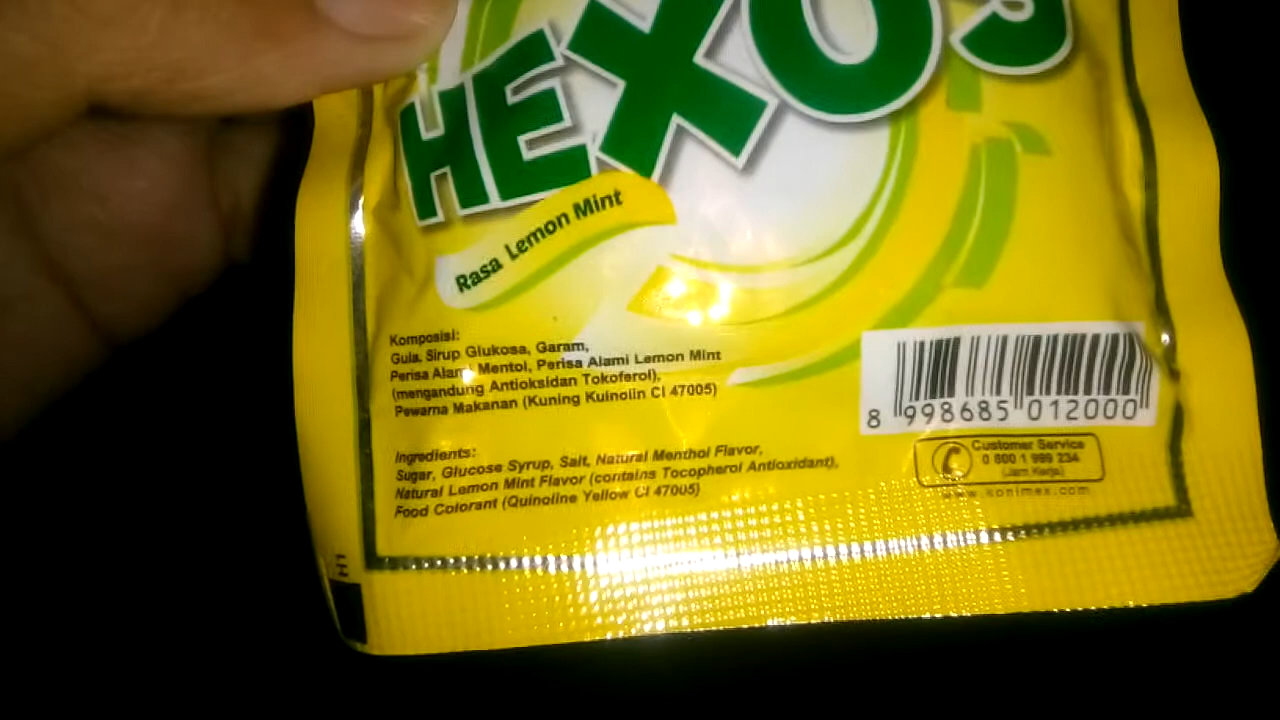 HEXOS
Rasa Lemon Mint
Komposisi:
Gula, Sirup Glukosa, Garam,
Perisa Alami Mentol, Perisa Alami Lemon Mint
(mengandung Antioksidan Tokoferol),
Pewarna Makanan (Kuning Kuinolin CI 47005)
Ingredients:
Sugar, Glucose Syrup, Salt, Natural Menthol Flavor,
Natural Lemon Mint Flavor (contains Tocopherol Antioxidant),
Food Colorant (Quinoline Yellow CI 47005)
8 998685 012000
Customer Service
0 800 1 999 234
(Jam Kerja)
www.konimex.com